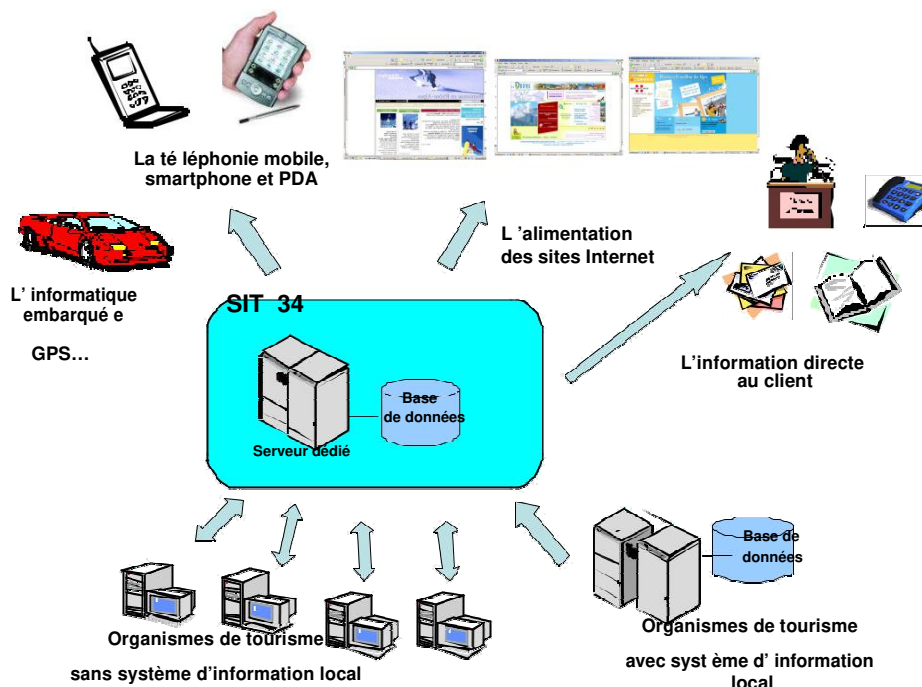 La té léphonie mobile,
smartphone et PDA
L 'alimentation
des sites Internet
L' informatique
embarqué e
GPS…
SIT 34
Base
de données
Serveur dédié
L'information directe
au client
Base de
données
Organismes de tourisme
sans système d'information local
Organismes de tourisme
avec syst ème d' information
local